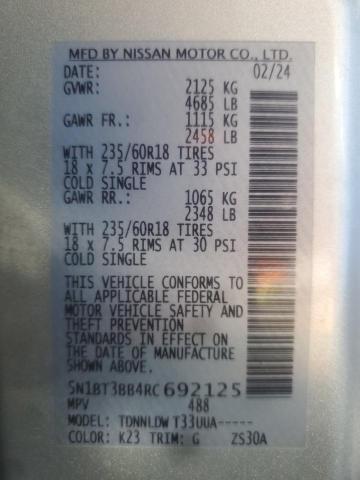 MFD BY NISSAN MOTOR CO., LTD.
DATE: 02/24
GVWR: 2125 KG
4685 LB
GAWR FR.: 1115 KG
2458 LB
WITH 235/60R18 TIRES
18 x 7.5 RIMS AT 33 PSI
COLD SINGLE
GAWR RR.: 1065 KG
2348 LB
WITH 235/60R18 TIRES
18 x 7.5 RIMS AT 30 PSI
COLD SINGLE
THIS VEHICLE CONFORMS TO
ALL APPLICABLE FEDERAL
MOTOR VEHICLE SAFETY AND
THEFT PREVENTION
STANDARDS IN EFFECT ON
THE DATE OF MANUFACTURE
SHOWN ABOVE.
5N1BT3BB4RC692125
MPV 488
MODEL: TDNNLDW T33UUA-----
COLOR: K23 TRIM: G ZS30A